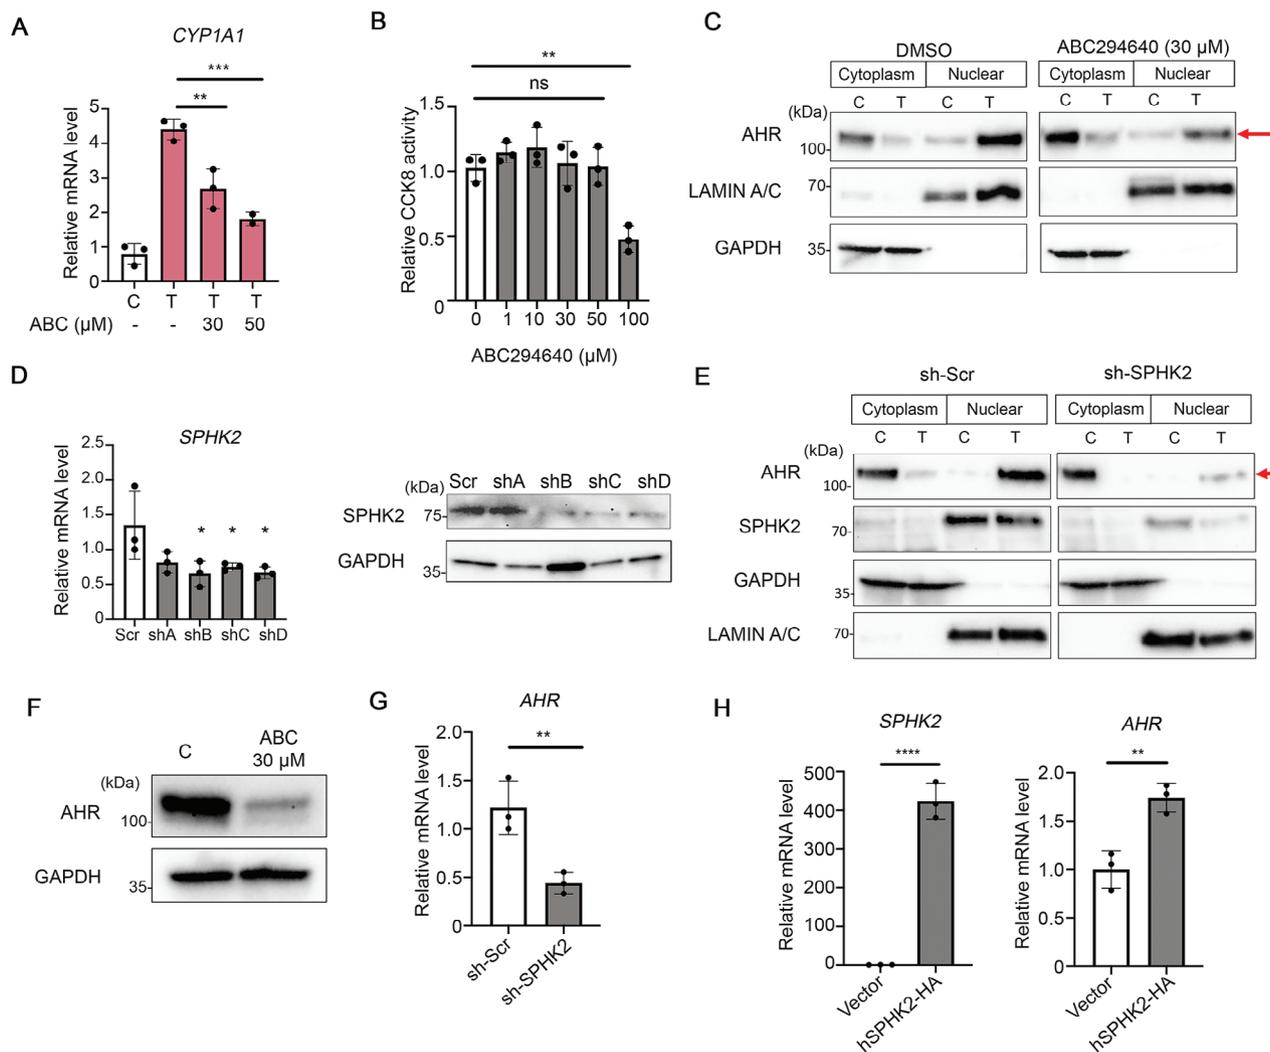 A
CYP1A1
***
**
Relative mRNA level
5
4
3
2
1
0
C T T T
ABC (µM) - - 30 50
B
**
ns
Relative CCK8 activity
1.5
1.0
0.5
0
0 1 10 30 50 100
ABC294640 (µM)
C
DMSO ABC294640 (30 µM)
Cytoplasm Nuclear Cytoplasm Nuclear
C T C T C T C T
(kDa)
AHR
100-
LAMIN A/C
70-
GAPDH
35-
D
SPHK2
Relative mRNA level
2.5
2.0
1.5
1.0
0.5
0
* * *
Scr shA shB shC shD
Scr shA shB shC shD
(kDa)
SPHK2
75-
GAPDH
35-
E
sh-Scr sh-SPHK2
Cytoplasm Nuclear Cytoplasm Nuclear
C T C T C T C T
(kDa)
AHR
100-
SPHK2
70-
GAPDH
35-
LAMIN A/C
70-
F
C ABC
30 µM
(kDa)
AHR
100-
GAPDH
35-
G
AHR
**
Relative mRNA level
2.0
1.5
1.0
0.5
0
sh-Scr
sh-SPHK2
H
SPHK2
****
Relative mRNA level
500
400
300
200
100
0
Vector
hSPHK2-HA
AHR
**
Relative mRNA level
2.0
1.5
1.0
0.5
0
Vector
hSPHK2-HA